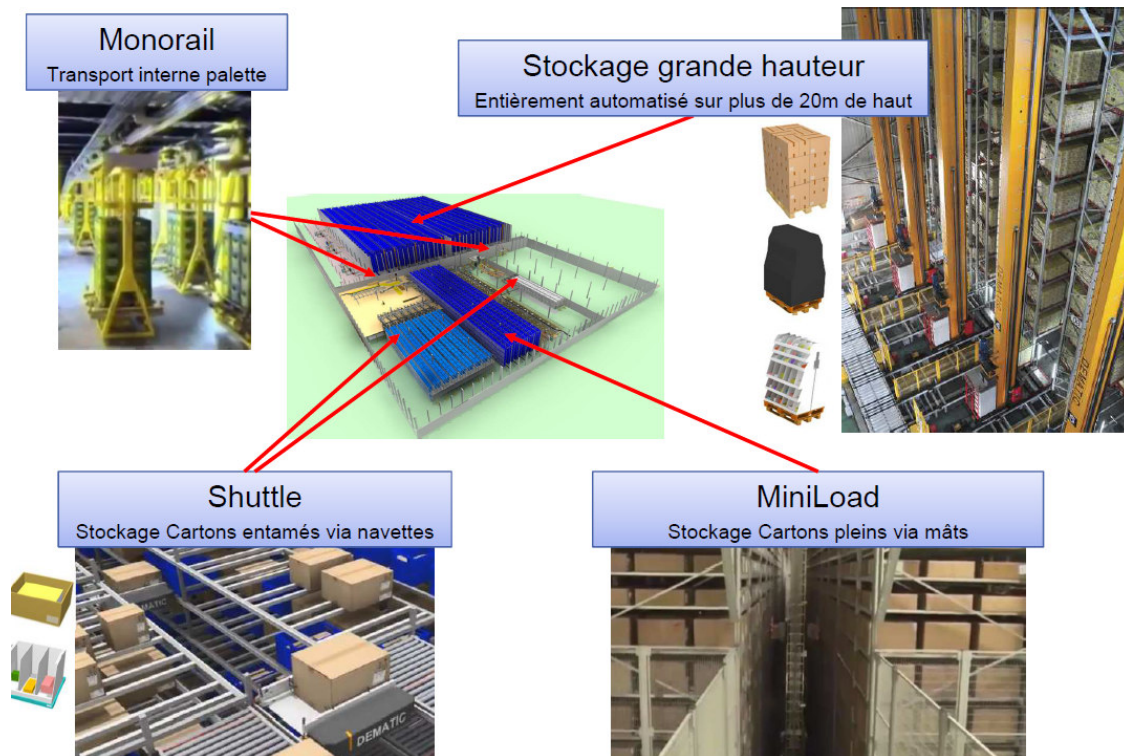 Monorail
Transport interne palette
Stockage grande hauteur
Entièrement automatisé sur plus de 20m de haut
DEMATIC
Shuttle
Stockage Cartons entamés via navettes
MiniLoad
Stockage Cartons pleins via mâts
DEMATIC
DEMATIC